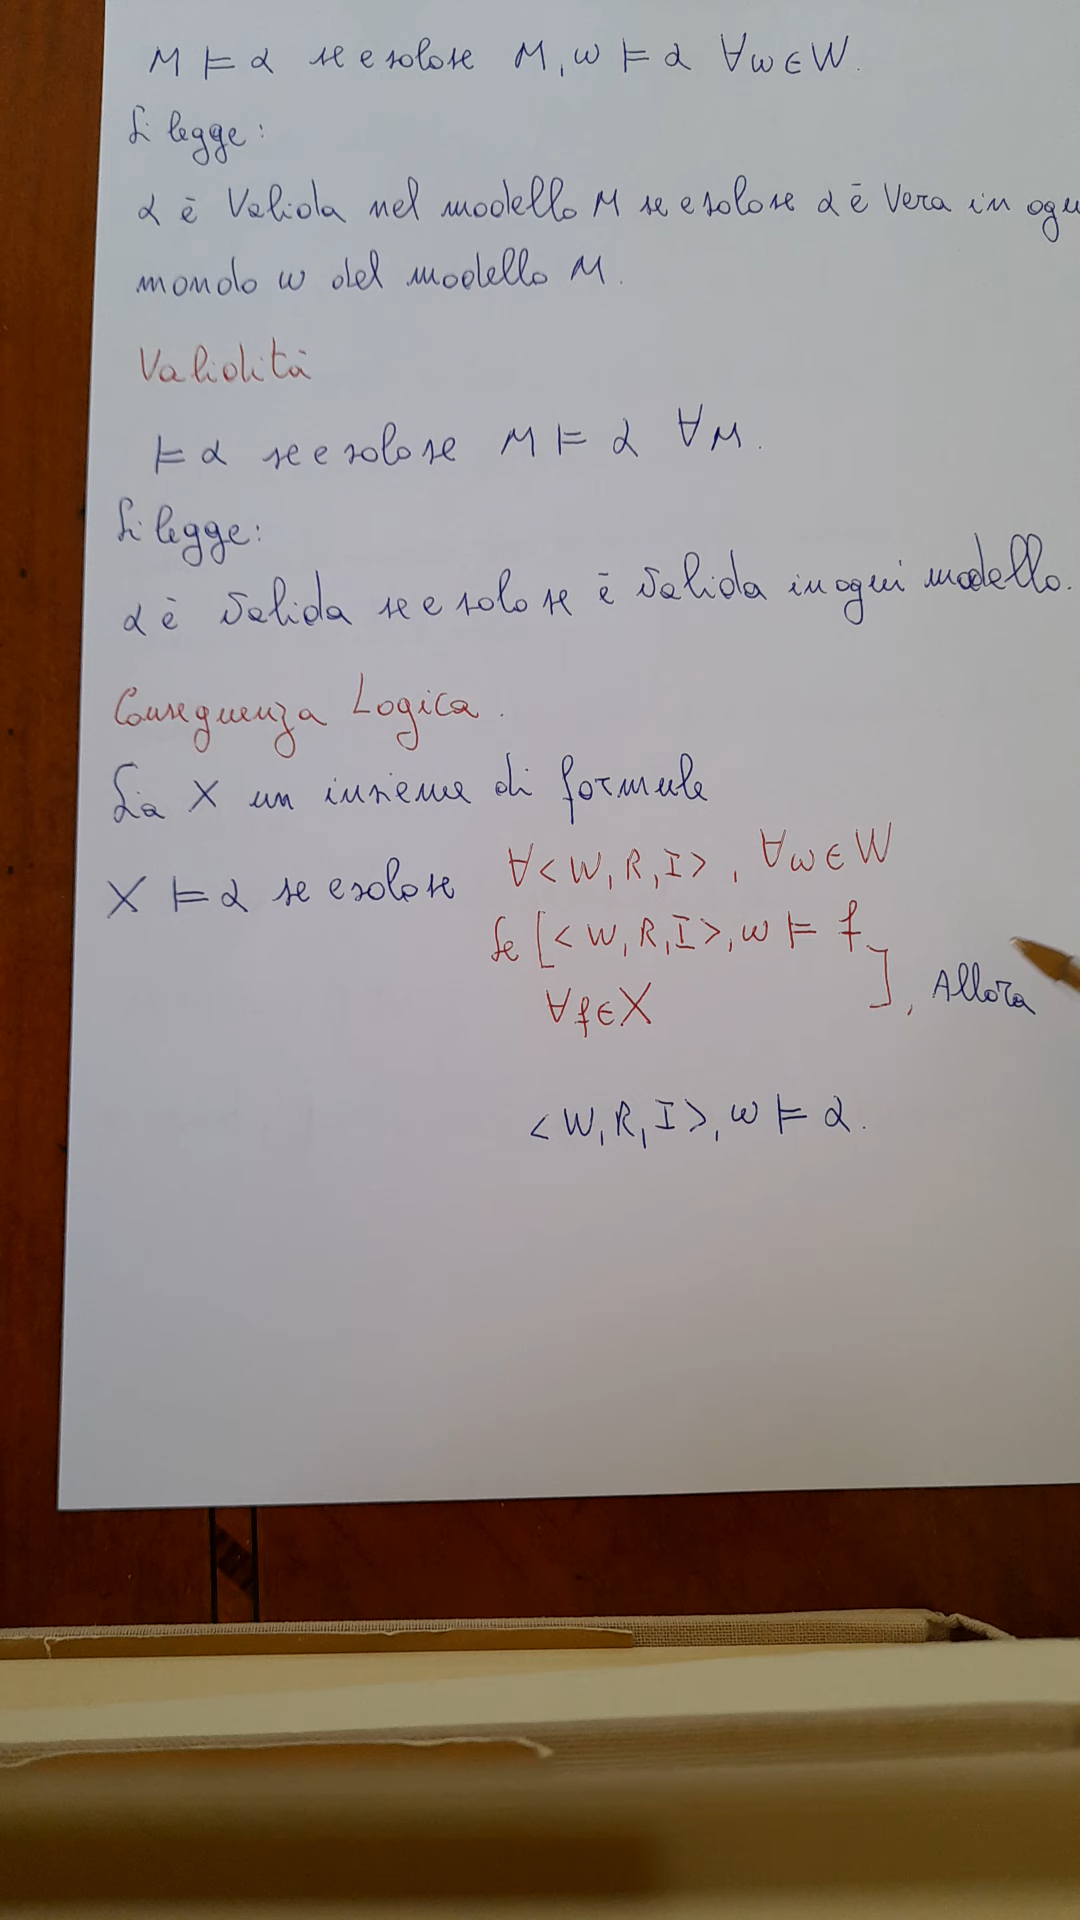 M ⊨ α se e solo se M, w ⊨ α ∀w ∈ W.
Si legge:
α è Valida nel modello M se e solo se α è Vera in ogn
mondo w del modello M.
Validità
⊨ α se e solo se M ⊨ α ∀M.
Si legge:
α è valida se e solo se è valida in ogni modello.
Conseguenza Logica.
Sia X un insieme di formule
X ⊨ α se e solo se ∀<W, R, I>, ∀w ∈ W
Se [<W, R, I>, w ⊨ f
∀f ∈ X ], Allora
<W, R, I>, w ⊨ α.